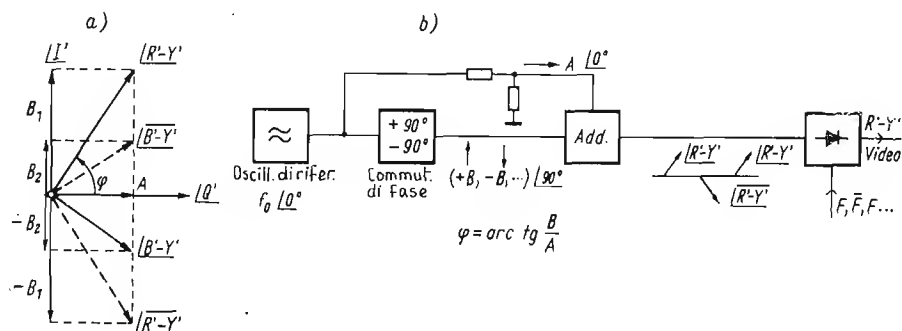 a)
∠I'
∠R'-Y'
B₁
∠B̅'̅-̅Y̅'̅
B₂
φ
A
∠Q'
-B₂
∠B'-Y'
-B₁
∠R̅'̅-̅Y̅'̅
b)
A ∠0°
≈
+90°
-90°
Add.
Oscill. di rifer.
f₀ ∠0°
Commut.
di fase
(+B, -B, ...) ∠90°
φ = arc tg B/A
∠R'-Y' ∠R'-Y'
∠R̅'̅-̅Y̅'̅
R'-Y'
Video
F, F̅, F...